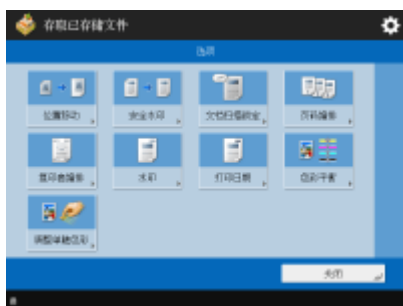 存取已存储文件
选项
位置移动
安全水印
文档扫描锁定
页码编排
复印套编排
水印
打印日期
色彩平衡
调整单触色彩
关闭